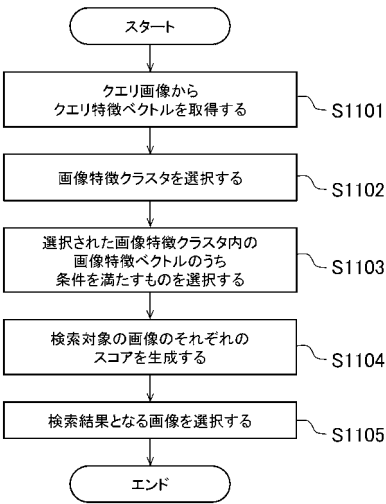 スタート
クエリ画像から
クエリ特徴ベクトルを取得する
S1101
画像特徴クラスタを選択する
S1102
選択された画像特徴クラスタ内の
画像特徴ベクトルのうち
条件を満たすものを選択する
S1103
検索対象の画像のそれぞれの
スコアを生成する
S1104
検索結果となる画像を選択する
S1105
エンド